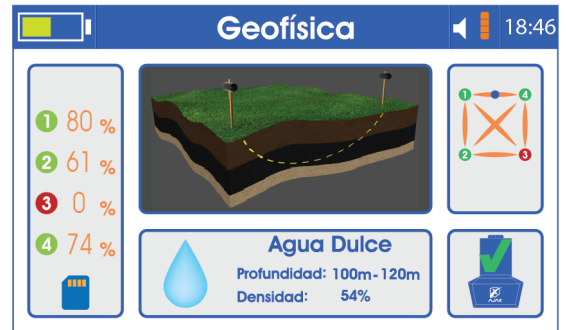 Geofísica
18:46
1 80 %
2 61 %
3 0 %
4 74 %
1 4
2 3
Agua Dulce
Profundidad: 100m-120m
Densidad: 54%
AJAX